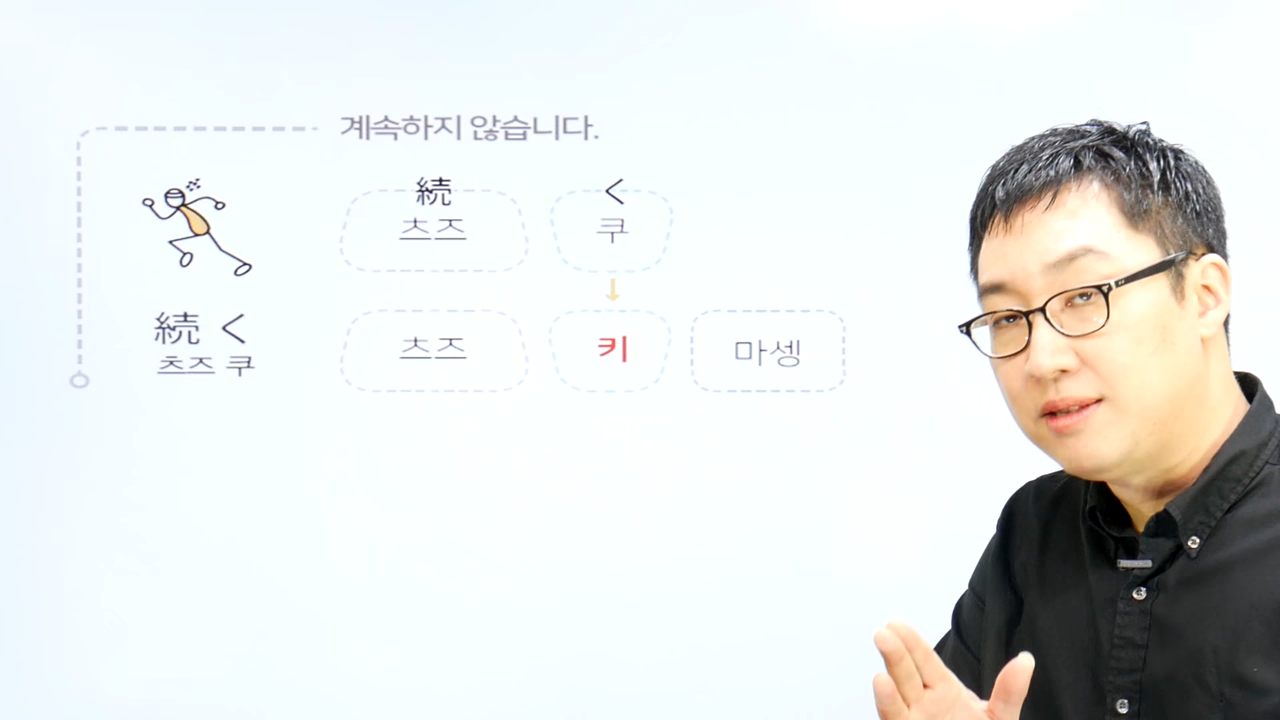 계속하지 않습니다.
続 く
츠즈 쿠
↓
続 く
츠즈 쿠
츠즈 키 마셍